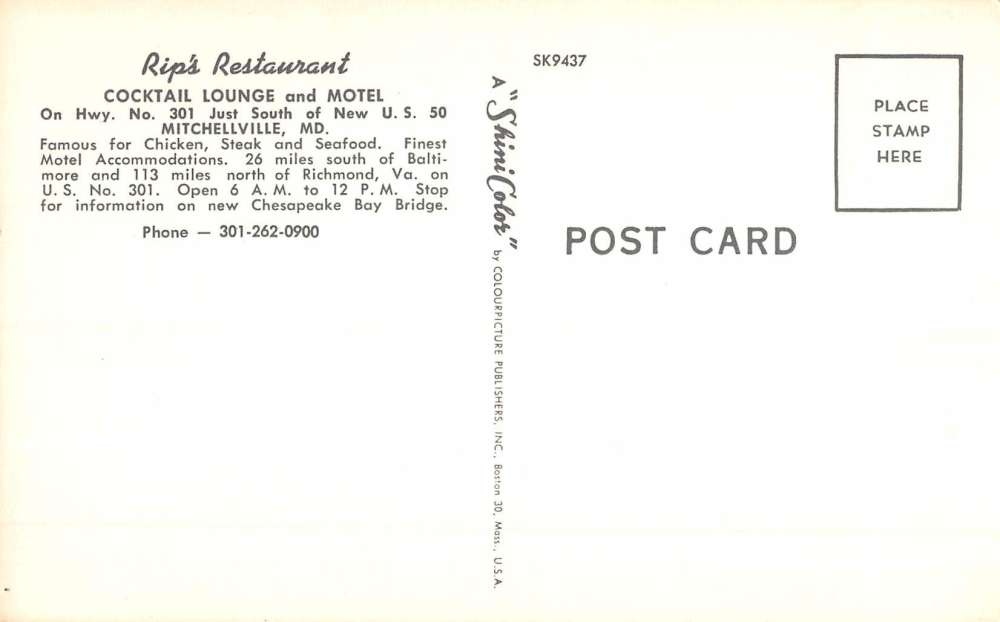 Rip's Restaurant
COCKTAIL LOUNGE and MOTEL
On Hwy. No. 301 Just South of New U. S. 50
MITCHELLVILLE, MD.
Famous for Chicken, Steak and Seafood. Finest
Motel Accommodations. 26 miles south of Balti-
more and 113 miles north of Richmond, Va. on
U. S. No. 301. Open 6 A. M. to 12 P. M. Stop
for information on new Chesapeake Bay Bridge.
Phone — 301-262-0900
A "ShiniColor" by COLOURPICTURE PUBLISHERS, INC., Boston 30, Mass., U.S.A.
SK9437
PLACE
STAMP
HERE
POST CARD